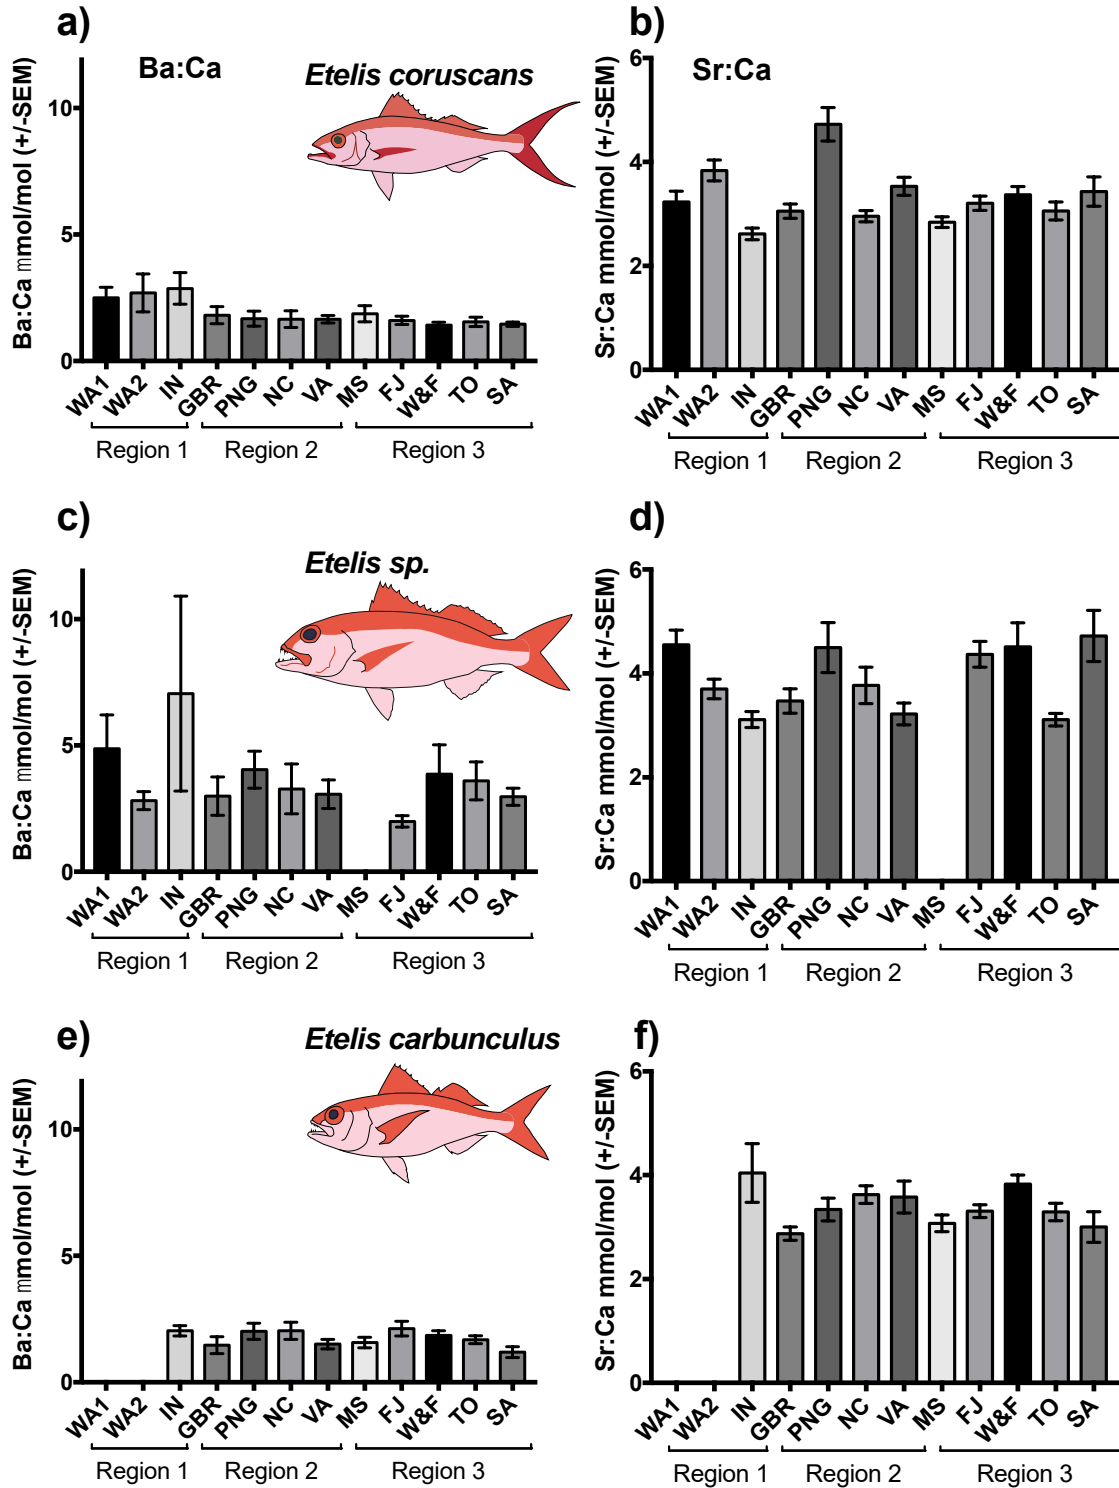 a)
Ba:Ca
Etelis coruscans
Ba:Ca mmol/mol (+/-SEM)
10
5
0
WA1 WA2 IN GBR PNG NC VA MS FJ W&F TO SA
Region 1 Region 2 Region 3
b)
Sr:Ca
Sr:Ca mmol/mol (+/-SEM)
6
4
2
0
WA1 WA2 IN GBR PNG NC VA MS FJ W&F TO SA
Region 1 Region 2 Region 3
c)
Etelis sp.
Ba:Ca mmol/mol (+/-SEM)
10
5
0
WA1 WA2 IN GBR PNG NC VA MS FJ W&F TO SA
Region 1 Region 2 Region 3
d)
Sr:Ca mmol/mol (+/-SEM)
6
4
2
0
WA1 WA2 IN GBR PNG NC VA MS FJ W&F TO SA
Region 1 Region 2 Region 3
e)
Etelis carbunculus
Ba:Ca mmol/mol (+/-SEM)
10
5
0
WA1 WA2 IN GBR PNG NC VA MS FJ W&F TO SA
Region 1 Region 2 Region 3
f)
Sr:Ca mmol/mol (+/-SEM)
6
4
2
0
WA1 WA2 IN GBR PNG NC VA MS FJ W&F TO SA
Region 1 Region 2 Region 3